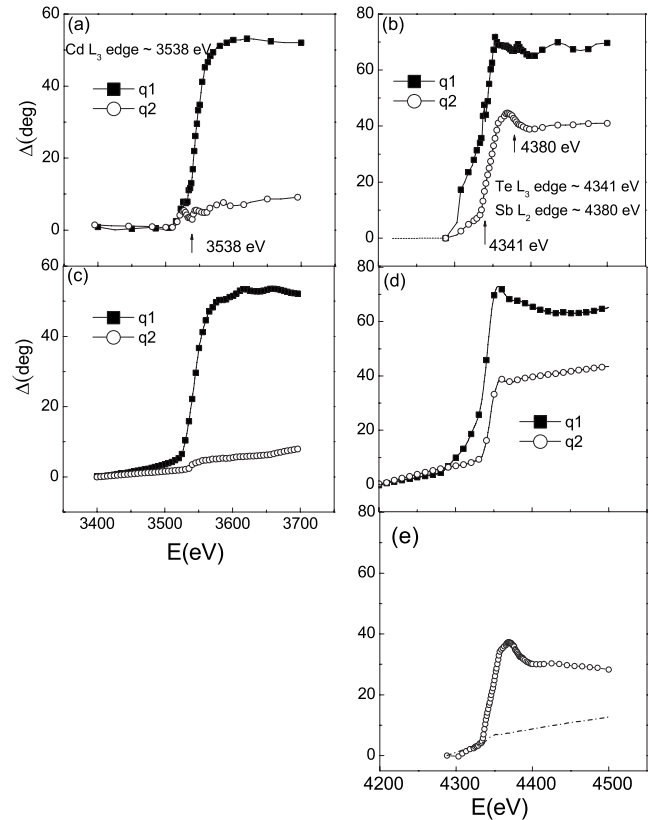 (a)
Cd L3 edge ~ 3538 eV
q1
q2
3538 eV
Δ(deg)
60
40
20
0
(b)
q1
q2
4380 eV
Te L3 edge ~ 4341 eV
Sb L2 edge ~ 4380 eV
4341 eV
80
60
40
20
0
(c)
q1
q2
Δ(deg)
60
40
20
0
3400 3500 3600 3700
E(eV)
(d)
q1
q2
80
60
40
20
0
(e)
80
60
40
20
0
4200 4300 4400 4500
E(eV)